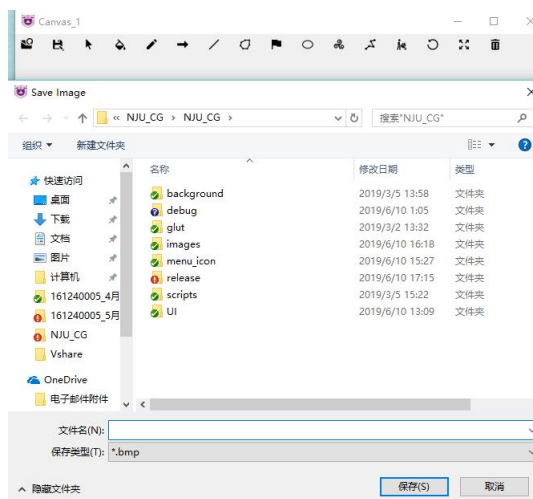 Canvas_1
Save Image
« NJU_CG › NJU_CG ›
搜索"NJU_CG"
组织 新建文件夹
名称 修改日期 类型
快速访问
桌面
下载
文档
图片
计算机
161240005_4月
161240005_5月
NJU_CG
Vshare
OneDrive
电子邮件附件
background 2019/3/5 13:58 文件夹
debug 2019/6/10 1:05 文件夹
glut 2019/3/2 13:32 文件夹
images 2019/6/10 16:18 文件夹
menu_icon 2019/6/10 15:27 文件夹
release 2019/6/10 17:15 文件夹
scripts 2019/3/5 15:22 文件夹
UI 2019/6/10 13:09 文件夹
文件名(N):
保存类型(T): *.bmp
隐藏文件夹 保存(S) 取消